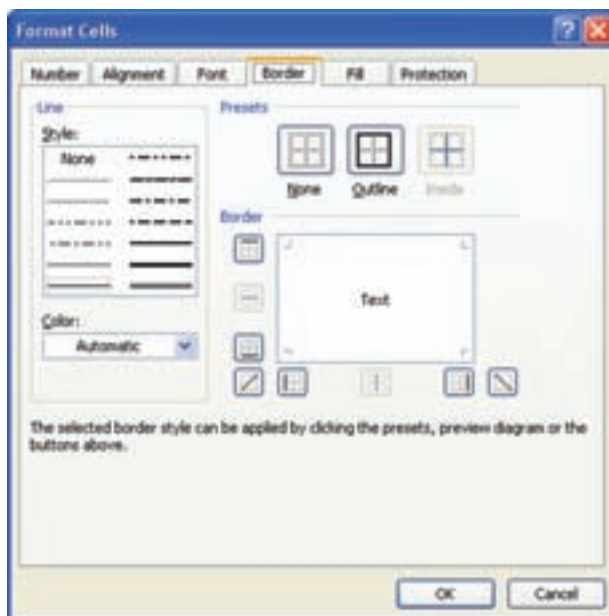 Format Cells
Number Alignment Font Border Fill Protection
Line
Style:
None
Color:
Automatic
Presets
None Outline Inside
Border
Text
The selected border style can be applied by clicking the presets, preview diagram or the
buttons above.
OK Cancel